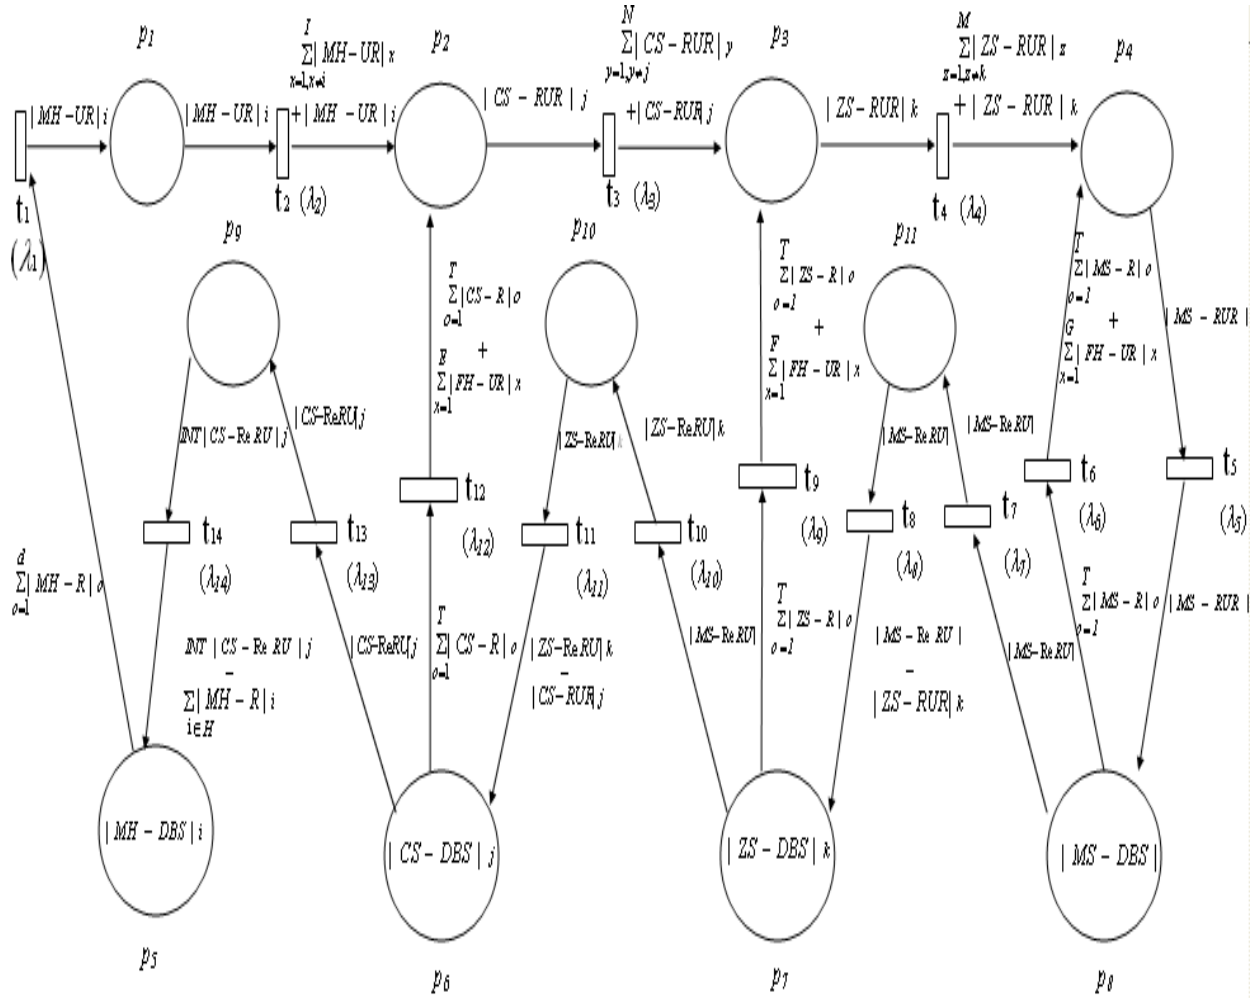 p1
I
Σ| MH−UR| x
x=1,x≠i
p2
N
Σ| CS − RUR| y
y=1,y≠j
p3
M
Σ| ZS − RUR | z
z=1,z≠k
p4
| MH−UR| i
| MH−UR| i
+| MH − UR| i
| CS − RUR | j
+| CS−RUR| j
| ZS−RUR| k
+ | ZS − RUR | k
t1
(λ1)
t2 (λ2)
t3 (λ3)
t4 (λ4)
p9
p10
p11
T
Σ| CS−R| o
o=1
+
E
Σ| FH−UR| x
x=1
T
Σ| ZS−R | o
o=1
+
F
Σ| FH−UR | x
x=1
T
Σ| MS−R | o
o=1
+
G
Σ| FH−UR | x
x=1
| MS − RUR |
INT | CS−Re RU | j
| CS−ReRU| j
| ZS−ReRU| k
| ZS−ReRU| k
| MS−ReRU|
| MS−ReRU|
t14
(λ14)
t13
(λ13)
t12
(λ12)
t11
(λ11)
t10
(λ10)
t9
(λ9)
t8
(λ8)
t7
(λ7)
t6
(λ6)
t5
(λ5)
d
Σ| MH−R | o
o=1
INT | CS−Re RU | j
−
Σ| MH−R | i
i∈H
| CS−ReRU| j
T
Σ| CS−R| o
o=1
| ZS−ReRU| k
−
| CS−RUR| j
| MS−ReRU|
T
Σ| ZS−R| o
o=1
| MS−Re RU |
−
| ZS−RUR| k
| MS−ReRU|
T
Σ| MS−R| o
o=1
| MS − RUR |
| MH − DBS | i
| CS − DBS | j
| ZS − DBS | k
| MS − DBS |
p5
p6
p7
p8